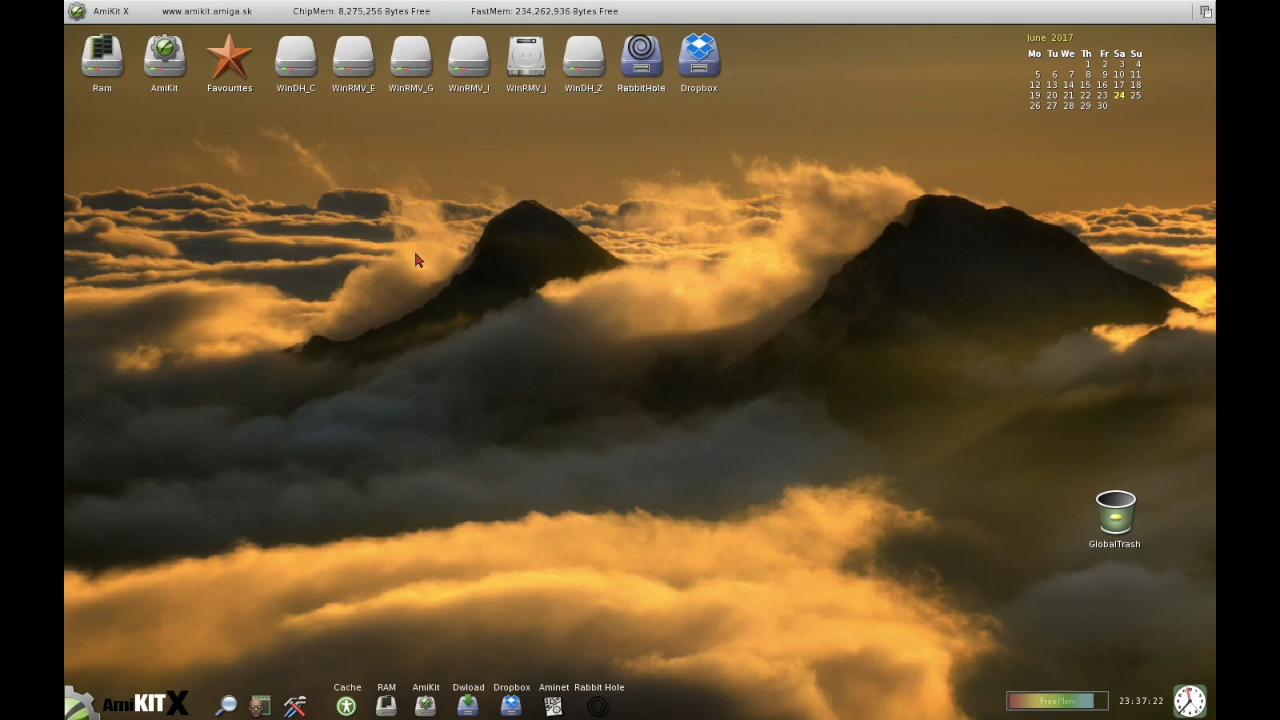 AmiKit X www.amikit.amiga.sk ChipMem: 8,275,256 Bytes Free FastMem: 234,262,936 Bytes Free
Ram AmiKit Favourites WinDH_C WinRMV_E WinRMV_G WinRMV_I WinRMV_J WinDH_Z RabbitHole Dropbox
June 2017
Mo Tu We Th Fr Sa Su
1 2 3 4
5 6 7 8 9 10 11
12 13 14 15 16 17 18
19 20 21 22 23 24 25
26 27 28 29 30
GlobalTrash
Cache RAM AmiKit Dwload Dropbox Aminet Rabbit Hole
AmiKIT X
FreeMem 23:37:22